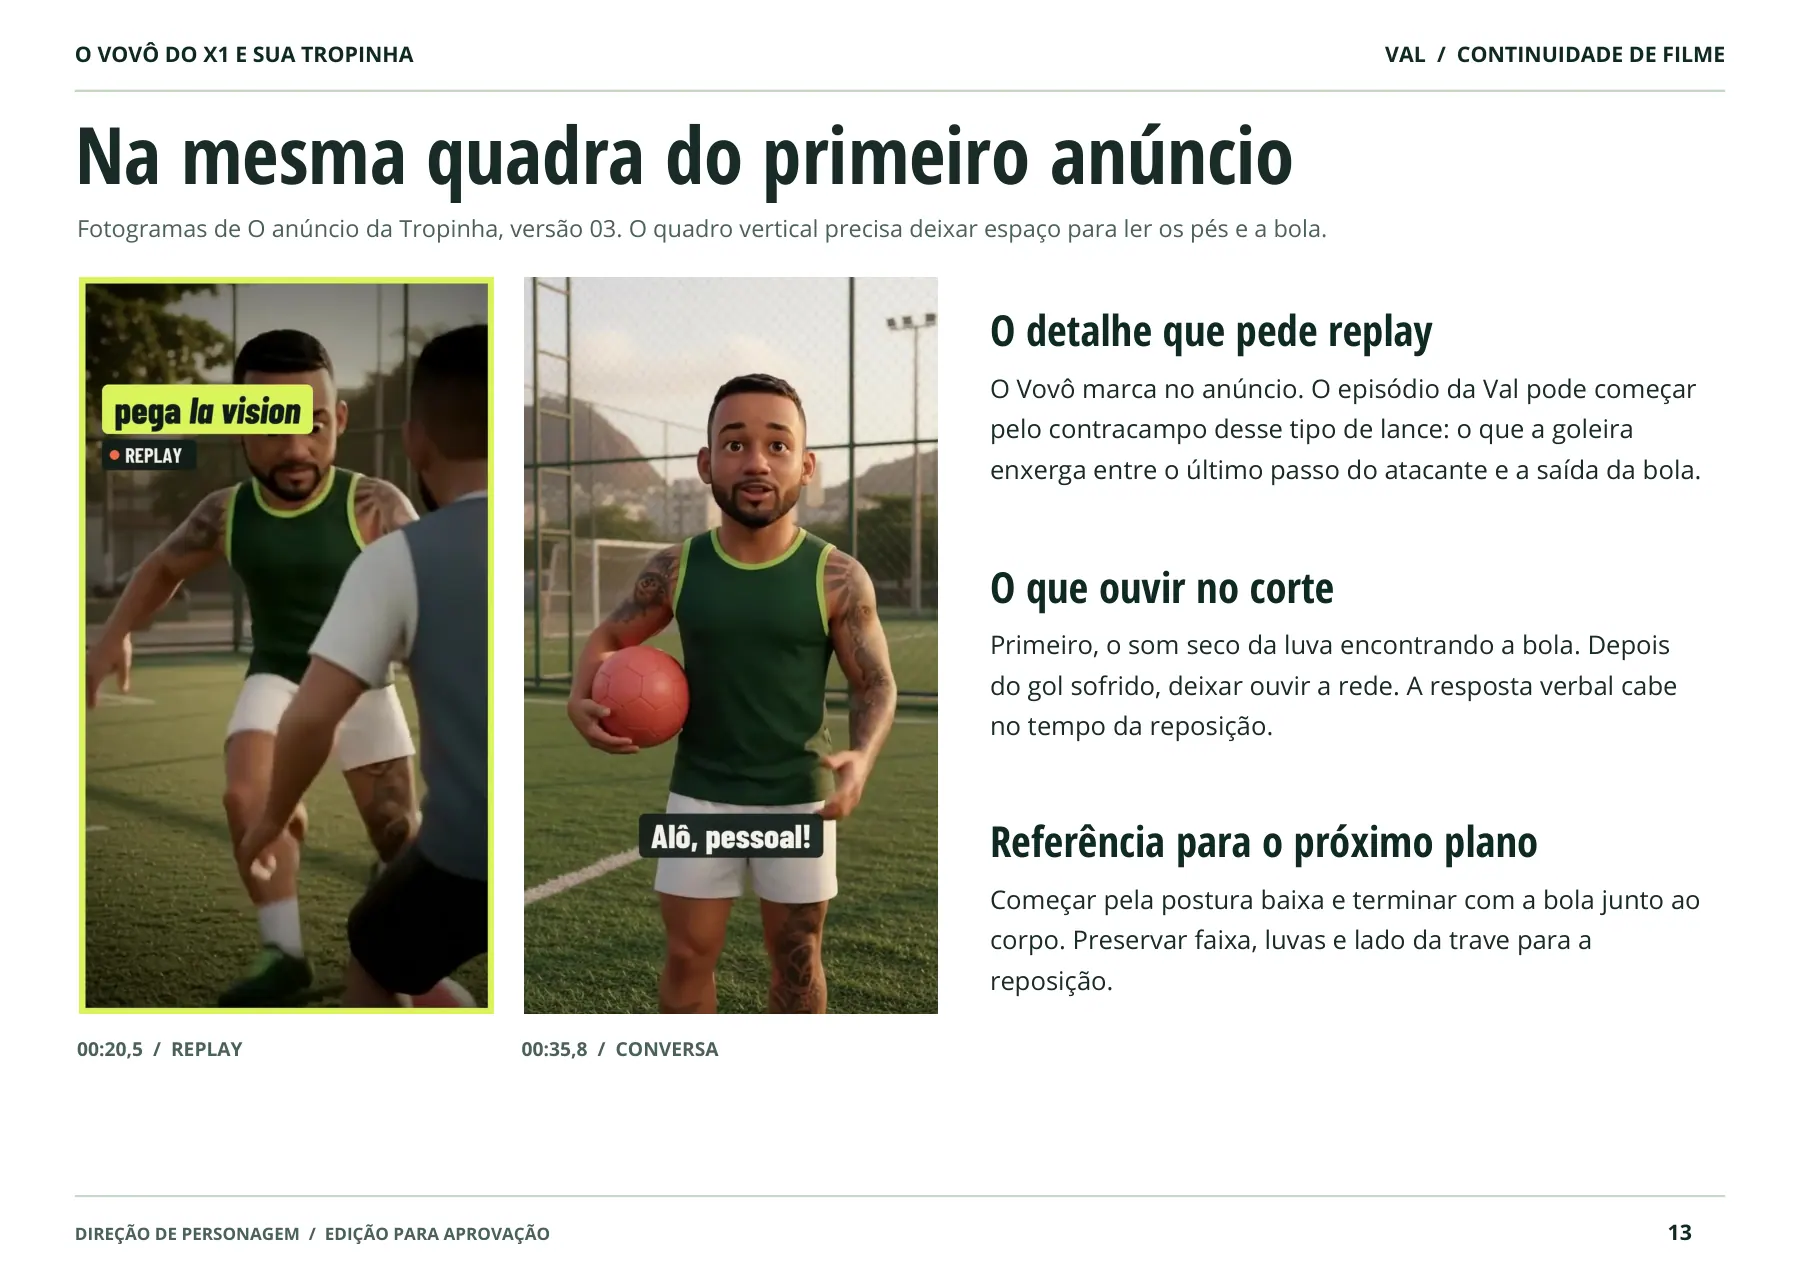 O VOVÔ DO X1 E SUA TROPINHA
VAL / CONTINUIDADE DE FILME
Na mesma quadra do primeiro anúncio
Fotogramas de O anúncio da Tropinha, versão 03. O quadro vertical precisa deixar espaço para ler os pés e a bola.
pega la vision
REPLAY
Alô, pessoal!
00:20,5 / REPLAY
00:35,8 / CONVERSA
O detalhe que pede replay
O Vovô marca no anúncio. O episódio da Val pode começar
pelo contracampo desse tipo de lance: o que a goleira
enxerga entre o último passo do atacante e a saída da bola.
O que ouvir no corte
Primeiro, o som seco da luva encontrando a bola. Depois
do gol sofrido, deixar ouvir a rede. A resposta verbal cabe
no tempo da reposição.
Referência para o próximo plano
Começar pela postura baixa e terminar com a bola junto ao
corpo. Preservar faixa, luvas e lado da trave para a
reposição.
DIREÇÃO DE PERSONAGEM / EDIÇÃO PARA APROVAÇÃO
13